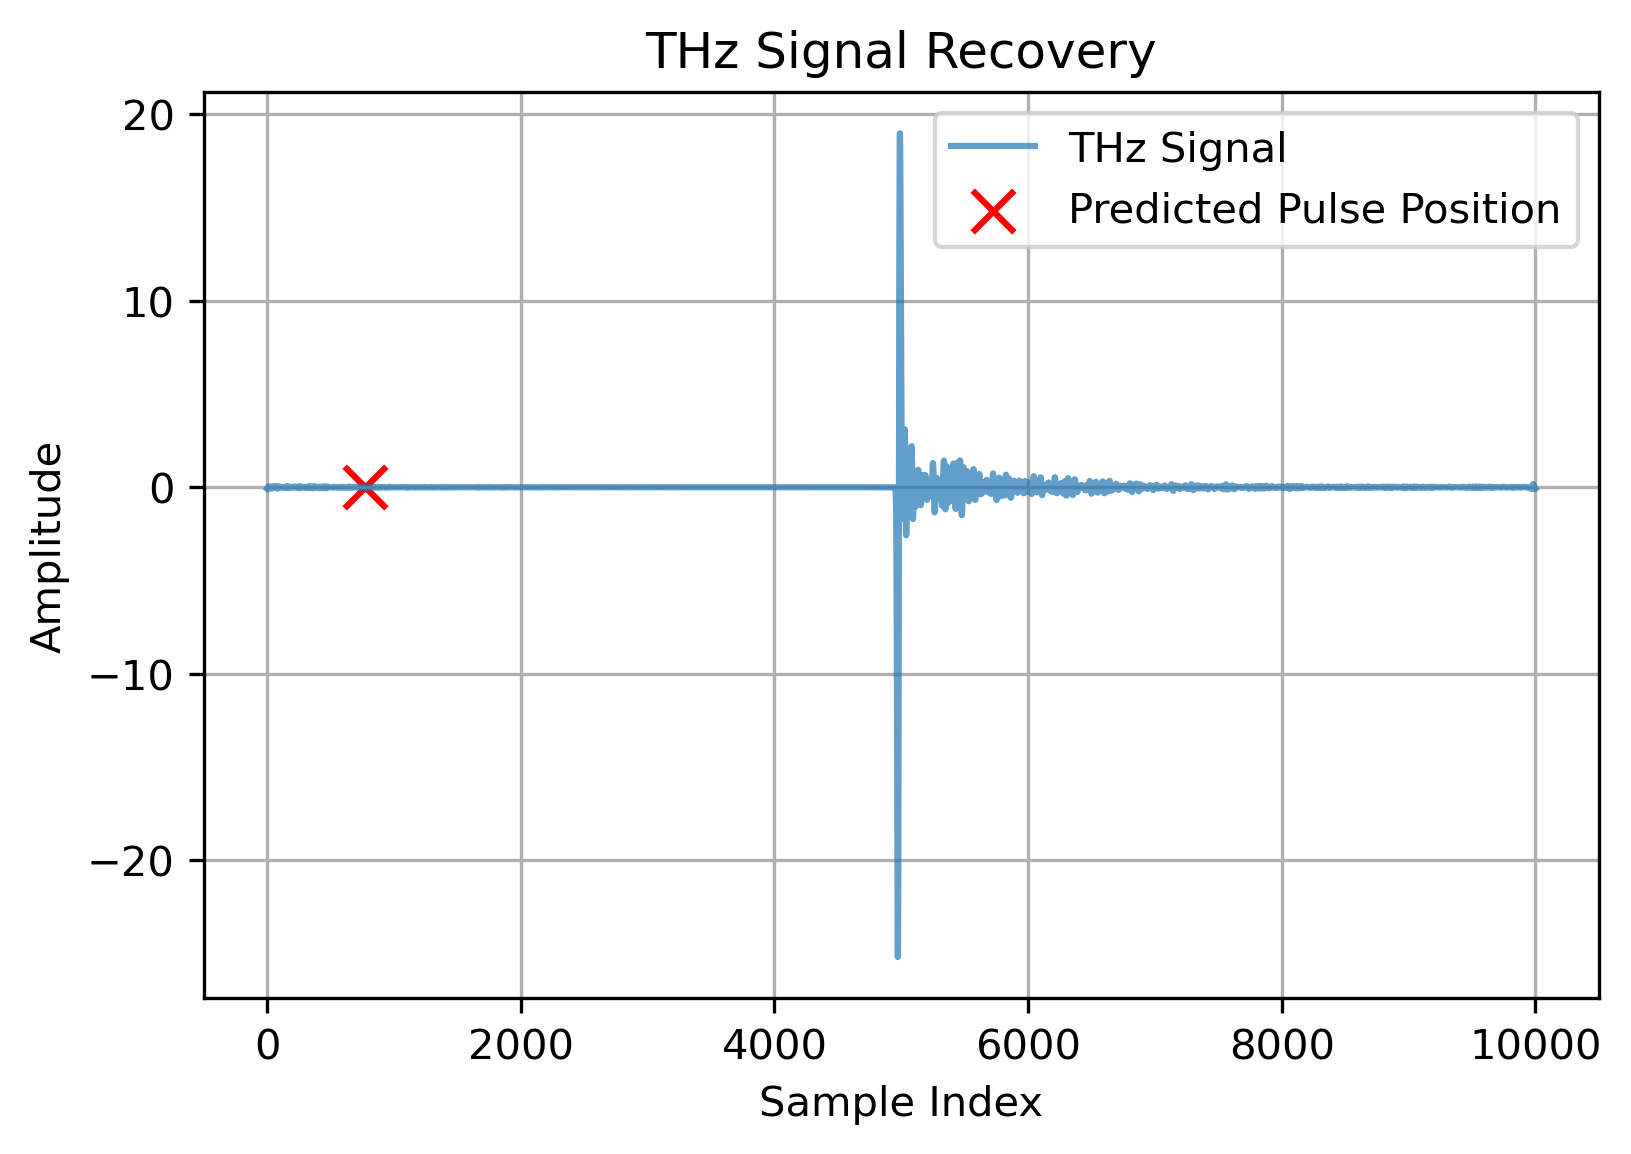 THz Signal Recovery
20
10
0
−10
−20
Amplitude
THz Signal
Predicted Pulse Position
0 2000 4000 6000 8000 10000
Sample Index